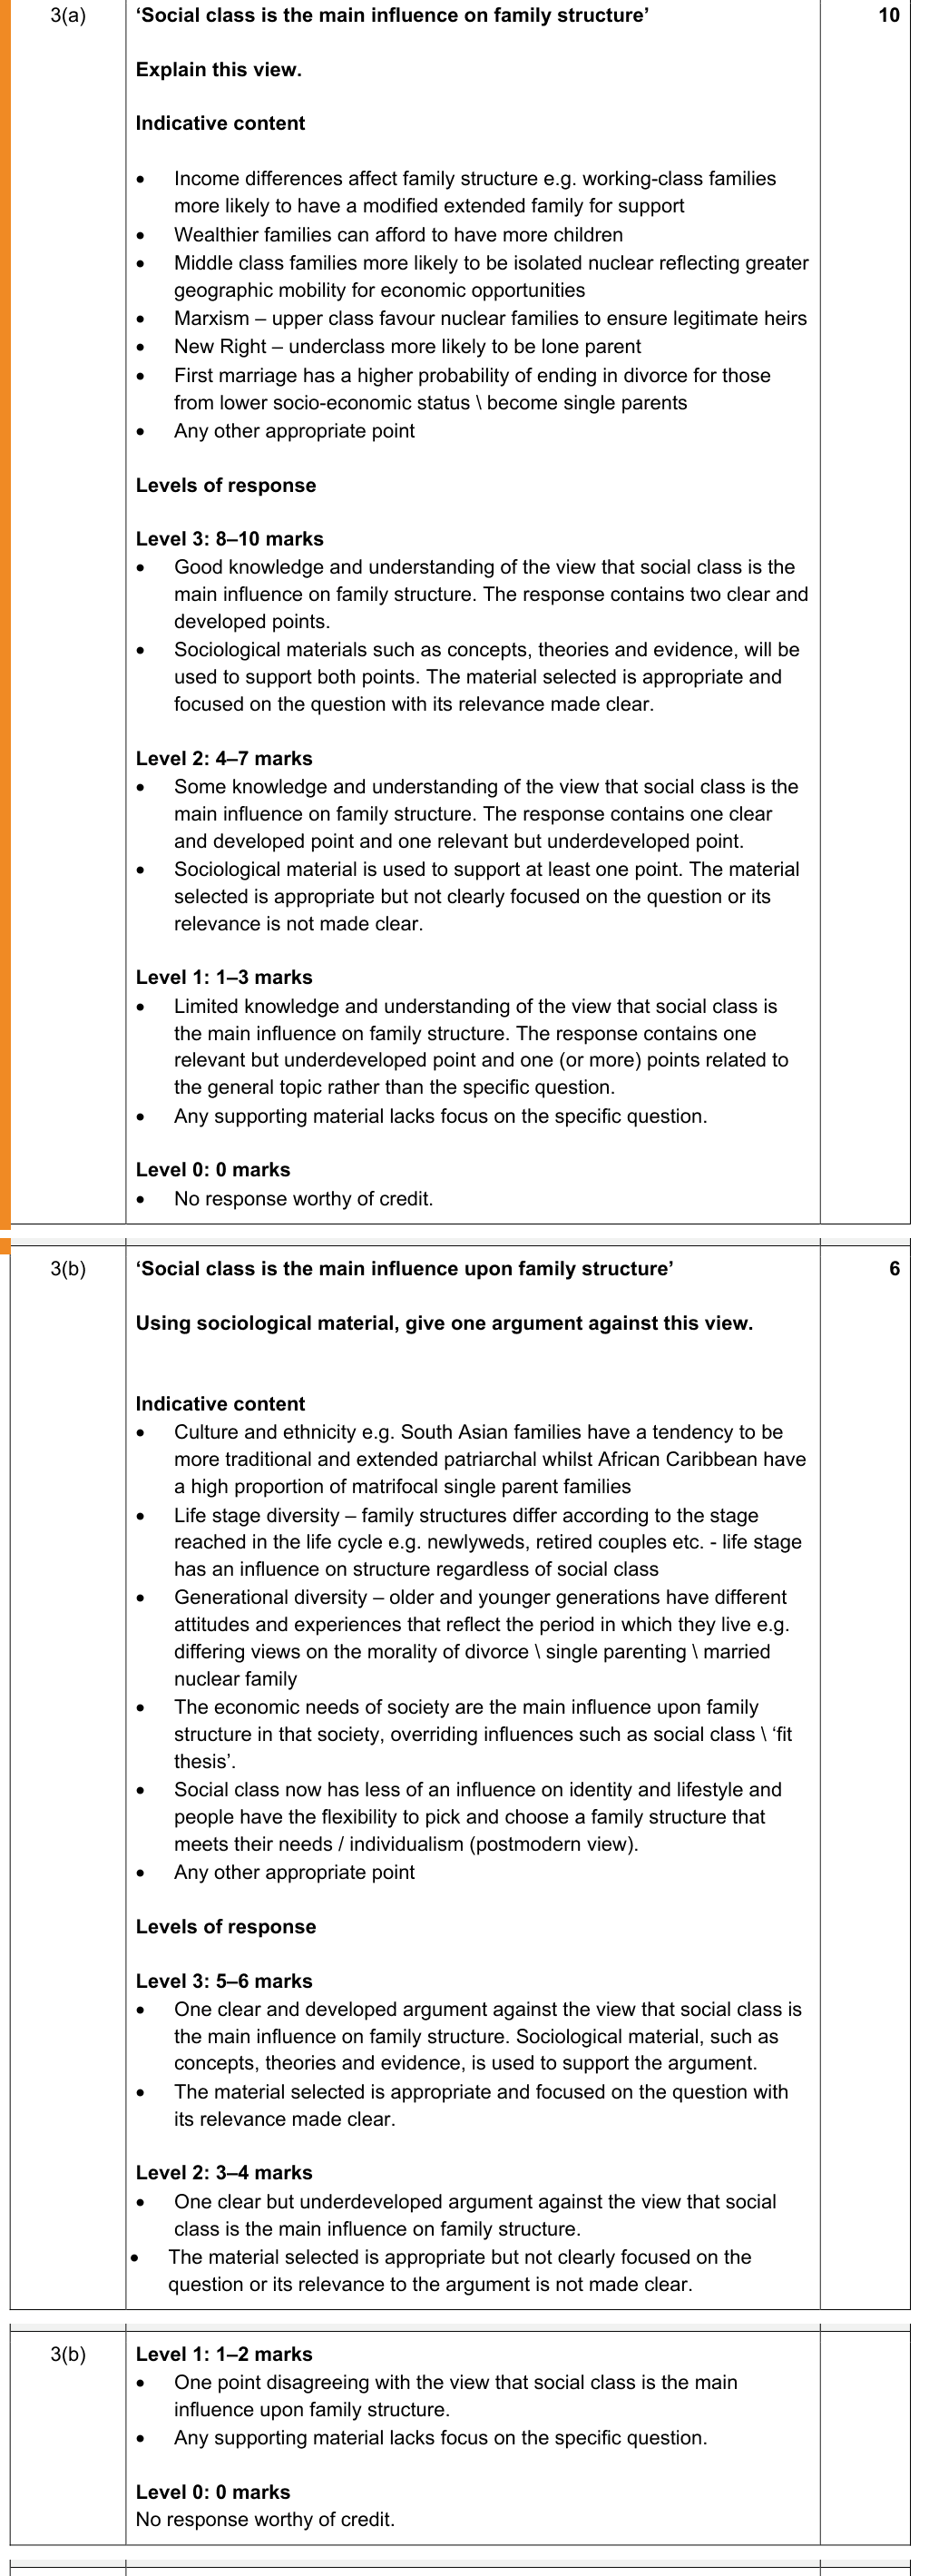 3(a) ‘Social class is the main influence on family structure’ 10
Explain this view.
Indicative content
• Income differences affect family structure e.g. working-class families
more likely to have a modified extended family for support
• Wealthier families can afford to have more children
• Middle class families more likely to be isolated nuclear reflecting greater
geographic mobility for economic opportunities
• Marxism – upper class favour nuclear families to ensure legitimate heirs
• New Right – underclass more likely to be lone parent
• First marriage has a higher probability of ending in divorce for those
from lower socio-economic status \ become single parents
• Any other appropriate point
Levels of response
Level 3: 8–10 marks
• Good knowledge and understanding of the view that social class is the
main influence on family structure. The response contains two clear and
developed points.
• Sociological materials such as concepts, theories and evidence, will be
used to support both points. The material selected is appropriate and
focused on the question with its relevance made clear.
Level 2: 4–7 marks
• Some knowledge and understanding of the view that social class is the
main influence on family structure. The response contains one clear
and developed point and one relevant but underdeveloped point.
• Sociological material is used to support at least one point. The material
selected is appropriate but not clearly focused on the question or its
relevance is not made clear.
Level 1: 1–3 marks
• Limited knowledge and understanding of the view that social class is
the main influence on family structure. The response contains one
relevant but underdeveloped point and one (or more) points related to
the general topic rather than the specific question.
• Any supporting material lacks focus on the specific question.
Level 0: 0 marks
• No response worthy of credit.
3(b) ‘Social class is the main influence upon family structure’ 6
Using sociological material, give one argument against this view.
Indicative content
• Culture and ethnicity e.g. South Asian families have a tendency to be
more traditional and extended patriarchal whilst African Caribbean have
a high proportion of matrifocal single parent families
• Life stage diversity – family structures differ according to the stage
reached in the life cycle e.g. newlyweds, retired couples etc. - life stage
has an influence on structure regardless of social class
• Generational diversity – older and younger generations have different
attitudes and experiences that reflect the period in which they live e.g.
differing views on the morality of divorce \ single parenting \ married
nuclear family
• The economic needs of society are the main influence upon family
structure in that society, overriding influences such as social class \ ‘fit
thesis’.
• Social class now has less of an influence on identity and lifestyle and
people have the flexibility to pick and choose a family structure that
meets their needs / individualism (postmodern view).
• Any other appropriate point
Levels of response
Level 3: 5–6 marks
• One clear and developed argument against the view that social class is
the main influence on family structure. Sociological material, such as
concepts, theories and evidence, is used to support the argument.
• The material selected is appropriate and focused on the question with
its relevance made clear.
Level 2: 3–4 marks
• One clear but underdeveloped argument against the view that social
class is the main influence on family structure.
• The material selected is appropriate but not clearly focused on the
question or its relevance to the argument is not made clear.
3(b) Level 1: 1–2 marks
• One point disagreeing with the view that social class is the main
influence upon family structure.
• Any supporting material lacks focus on the specific question.
Level 0: 0 marks
No response worthy of credit.